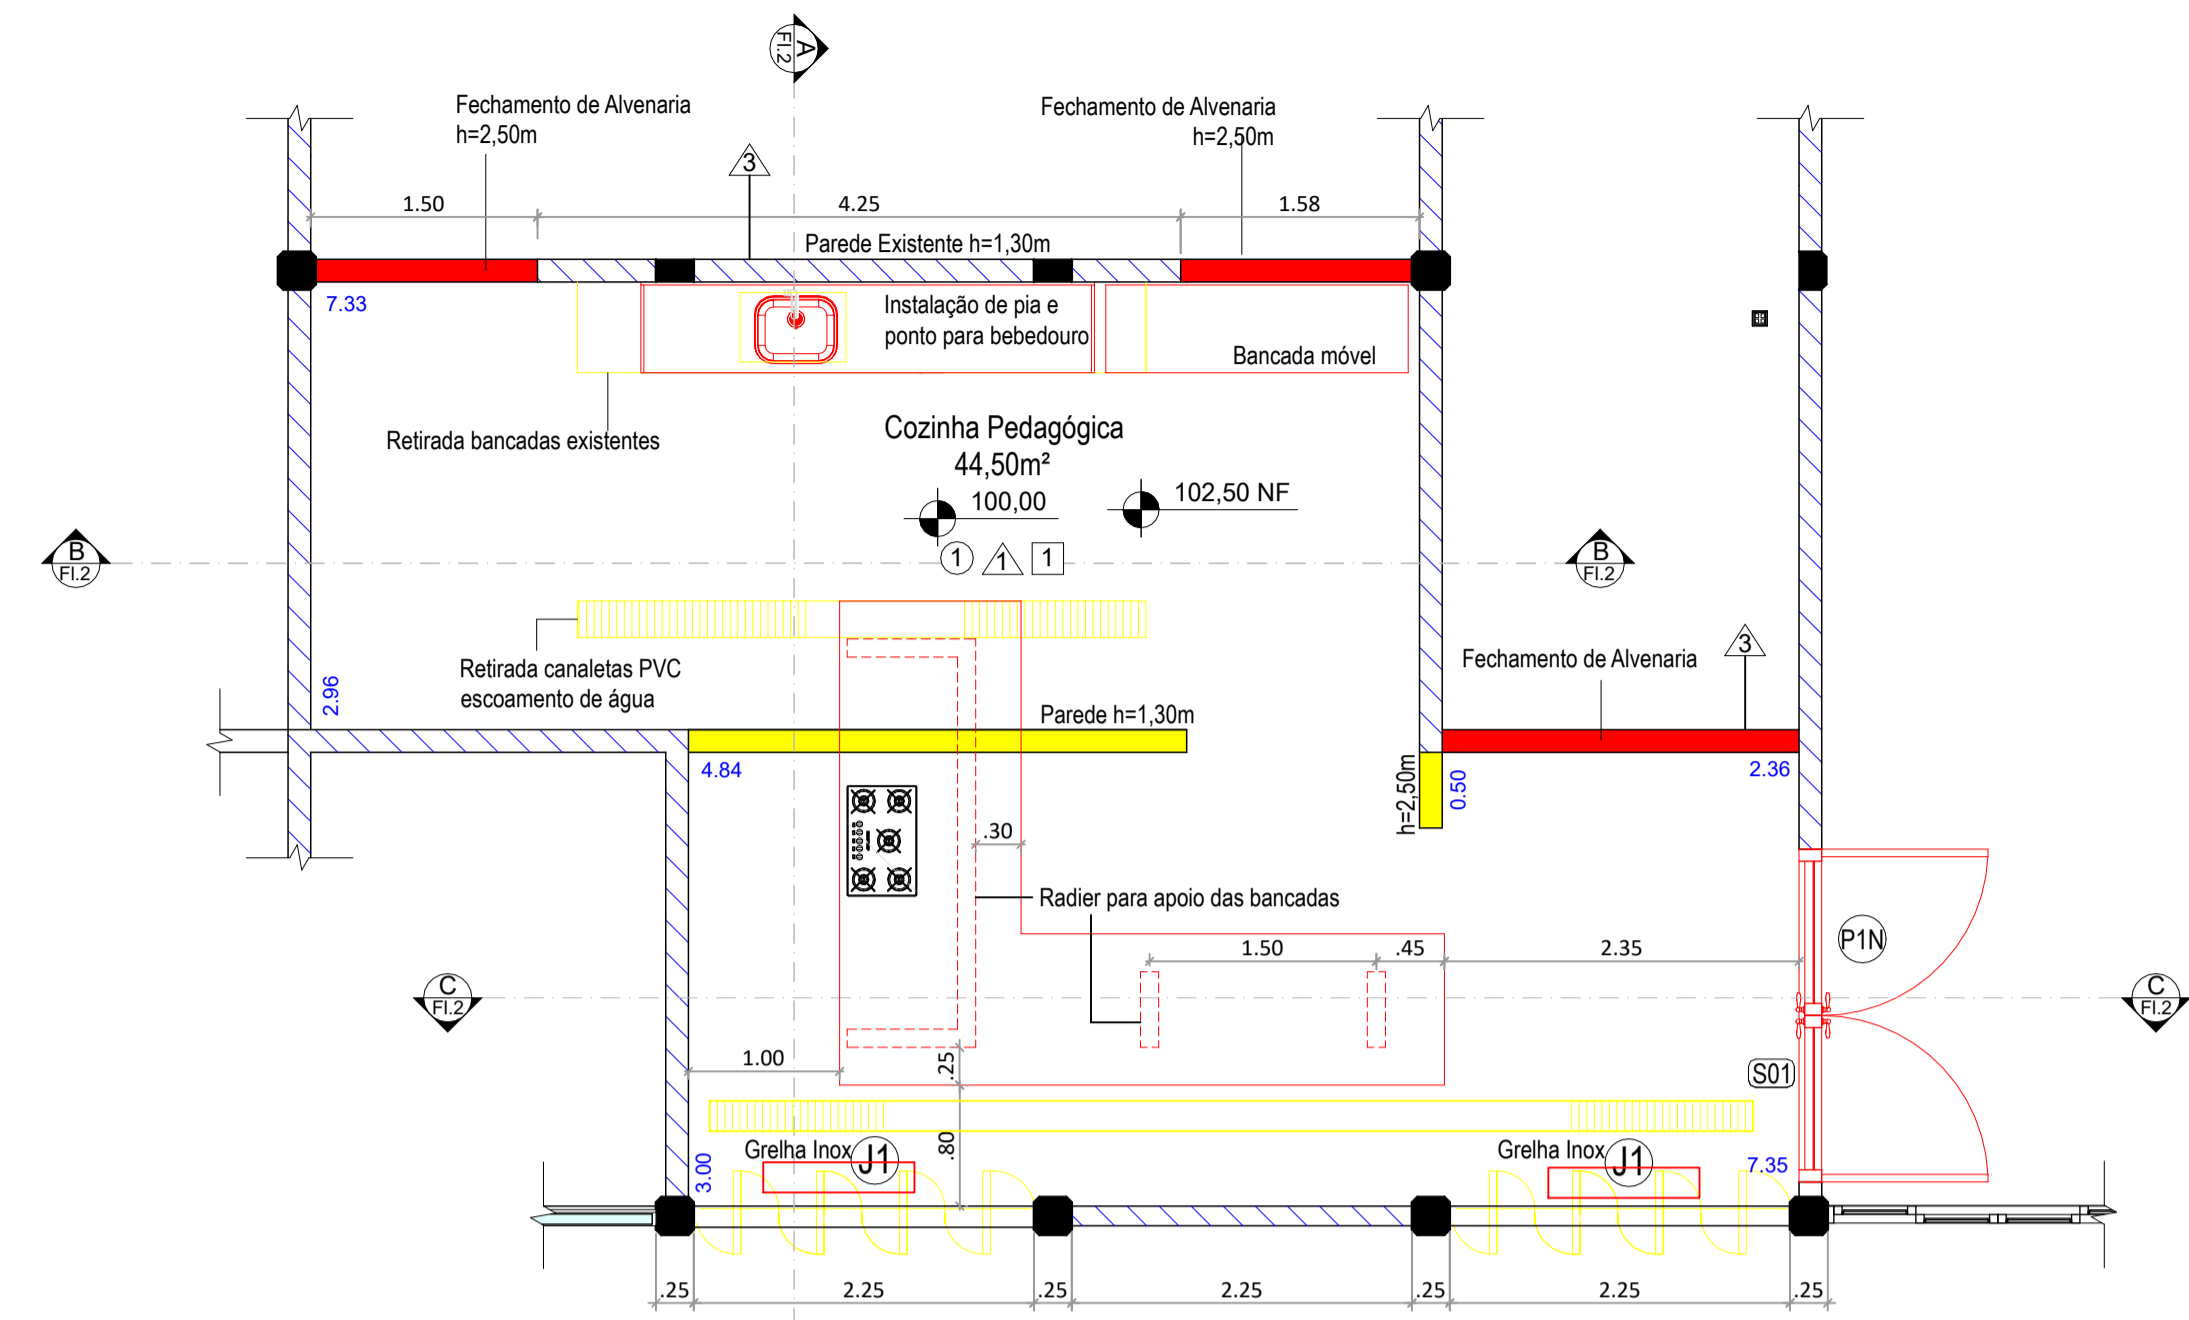 A
Fl.2
Fechamento de Alvenaria
h=2,50m
Fechamento de Alvenaria
h=2,50m
3
1.50
4.25
1.58
Parede Existente h=1,30m
7.33
Instalação de pia e
ponto para bebedouro
Bancada móvel
Retirada bancadas existentes
Cozinha Pedagógica
44,50m²
100,00
102,50 NF
1
1
1
B
Fl.2
B
Fl.2
Retirada canaletas PVC
escoamento de água
2.96
Fechamento de Alvenaria
3
Parede h=1,30m
4.84
h=2,50m
0.50
2.36
.30
Radier para apoio das bancadas
1.50
.45
2.35
P1N
C
Fl.2
C
Fl.2
1.00
.25
S01
.80
Grelha Inox
J1
Grelha Inox
J1
3.00
7.35
.25
2.25
.25
2.25
.25
2.25
.25